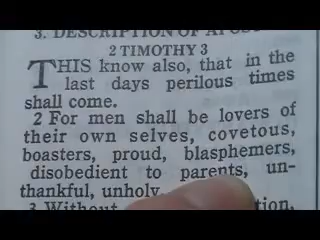 3. DESCRIPTION OF
2 TIMOTHY 3
THIS know also, that in the
last days perilous times
shall come.
2 For men shall be lovers of
their own selves, covetous,
boasters, proud, blasphemers,
disobedient to parents, un-
thankful, unholy
3 Without